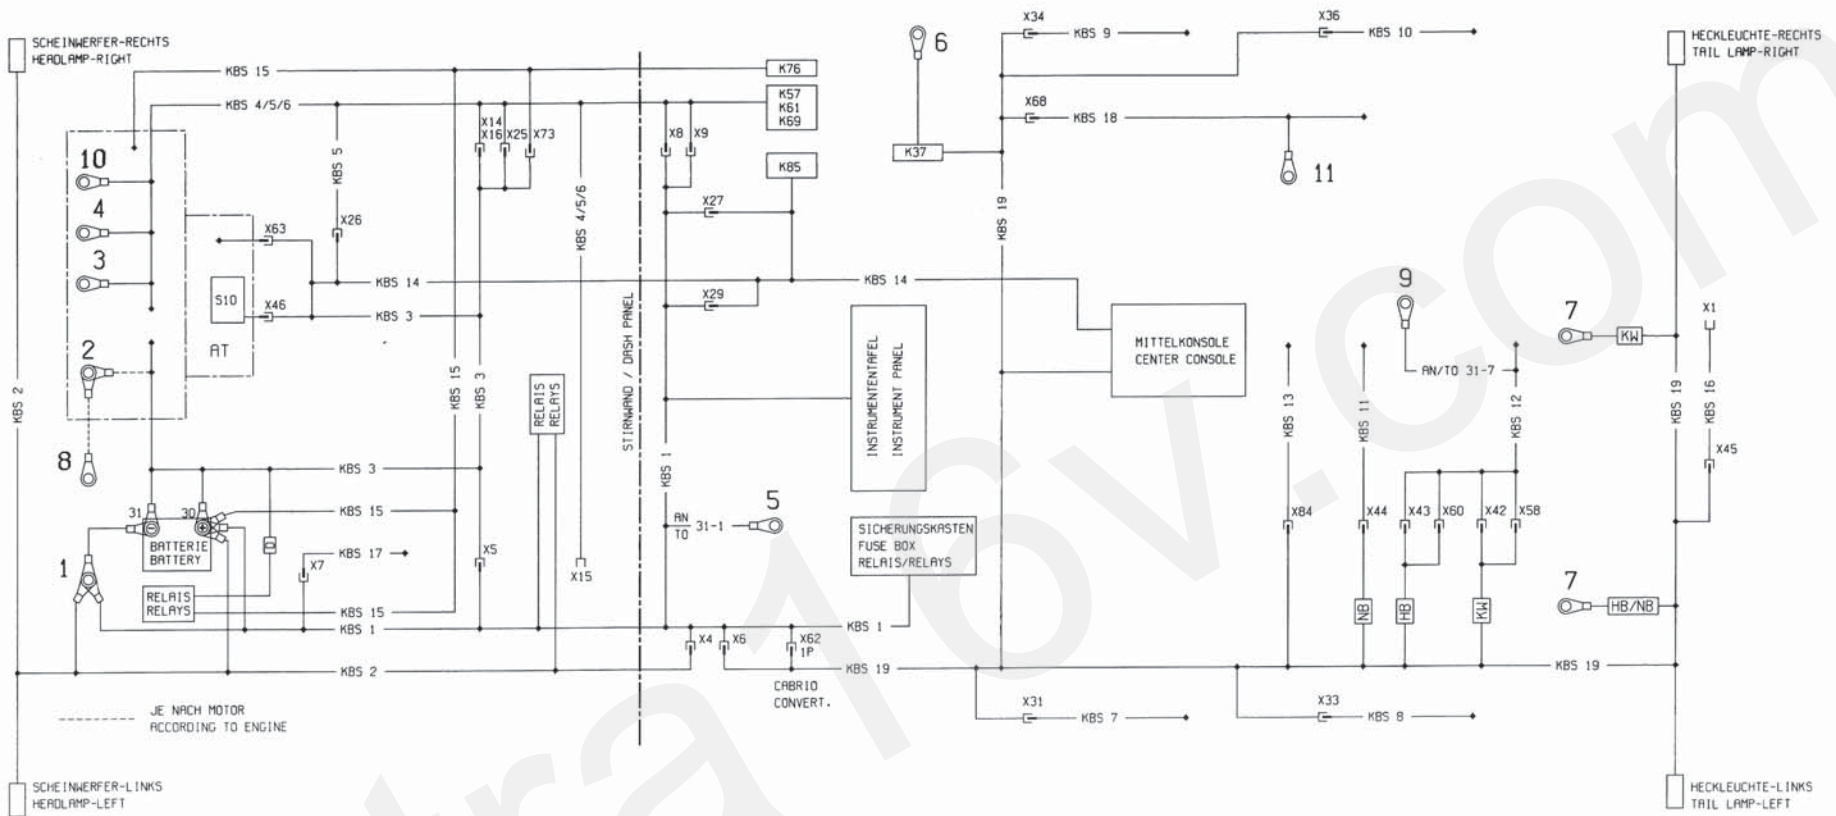 SCHEINWERFER-RECHTS
HEADLAMP-RIGHT
KBS 15
KBS 4/5/6
10
4
3
2
8
1
S10
AT
X63
X46
X26
KBS 5
KBS 14
KBS 3
X14
X16
X25
X73
KBS 4/5/6
KBS 2
KBS 15
KBS 3
KBS 3
31
30
BATTERIE
BATTERY
KBS 15
KBS 17
X7
X5
X15
RELAIS
RELAYS
RELAIS
RELAYS
KBS 15
KBS 1
KBS 2
JE NACH MOTOR
ACCORDING TO ENGINE
SCHEINWERFER-LINKS
HEADLAMP-LEFT
STIRNWAND / DASH PANEL
K76
K57
K61
K69
X8
X9
K85
X27
X29
KBS 14
KBS 1
AN
TO
31-1
5
INSTRUMENTENTAFEL
INSTRUMENT PANEL
SICHERUNGSKASTEN
FUSE BOX
RELAIS/RELAYS
X4
X6
X62
1P
KBS 1
KBS 19
CABRIO
CONVERT.
6
K37
X34
KBS 9
X36
KBS 10
X68
KBS 18
11
KBS 19
MITTELKONSOLE
CENTER CONSOLE
X31
KBS 7
X33
KBS 8
KBS 13
KBS 11
X84
X44
X43
X60
X42
X58
NB
HB
KW
9
AN/TO 31-7
KBS 12
7
KW
7
HB/NB
KBS 19
KBS 19
X1
KBS 16
X45
HECKLEUCHTE-RECHTS
TAIL LAMP-RIGHT
HECKLEUCHTE-LINKS
TAIL LAMP-LEFT
tra16v.com